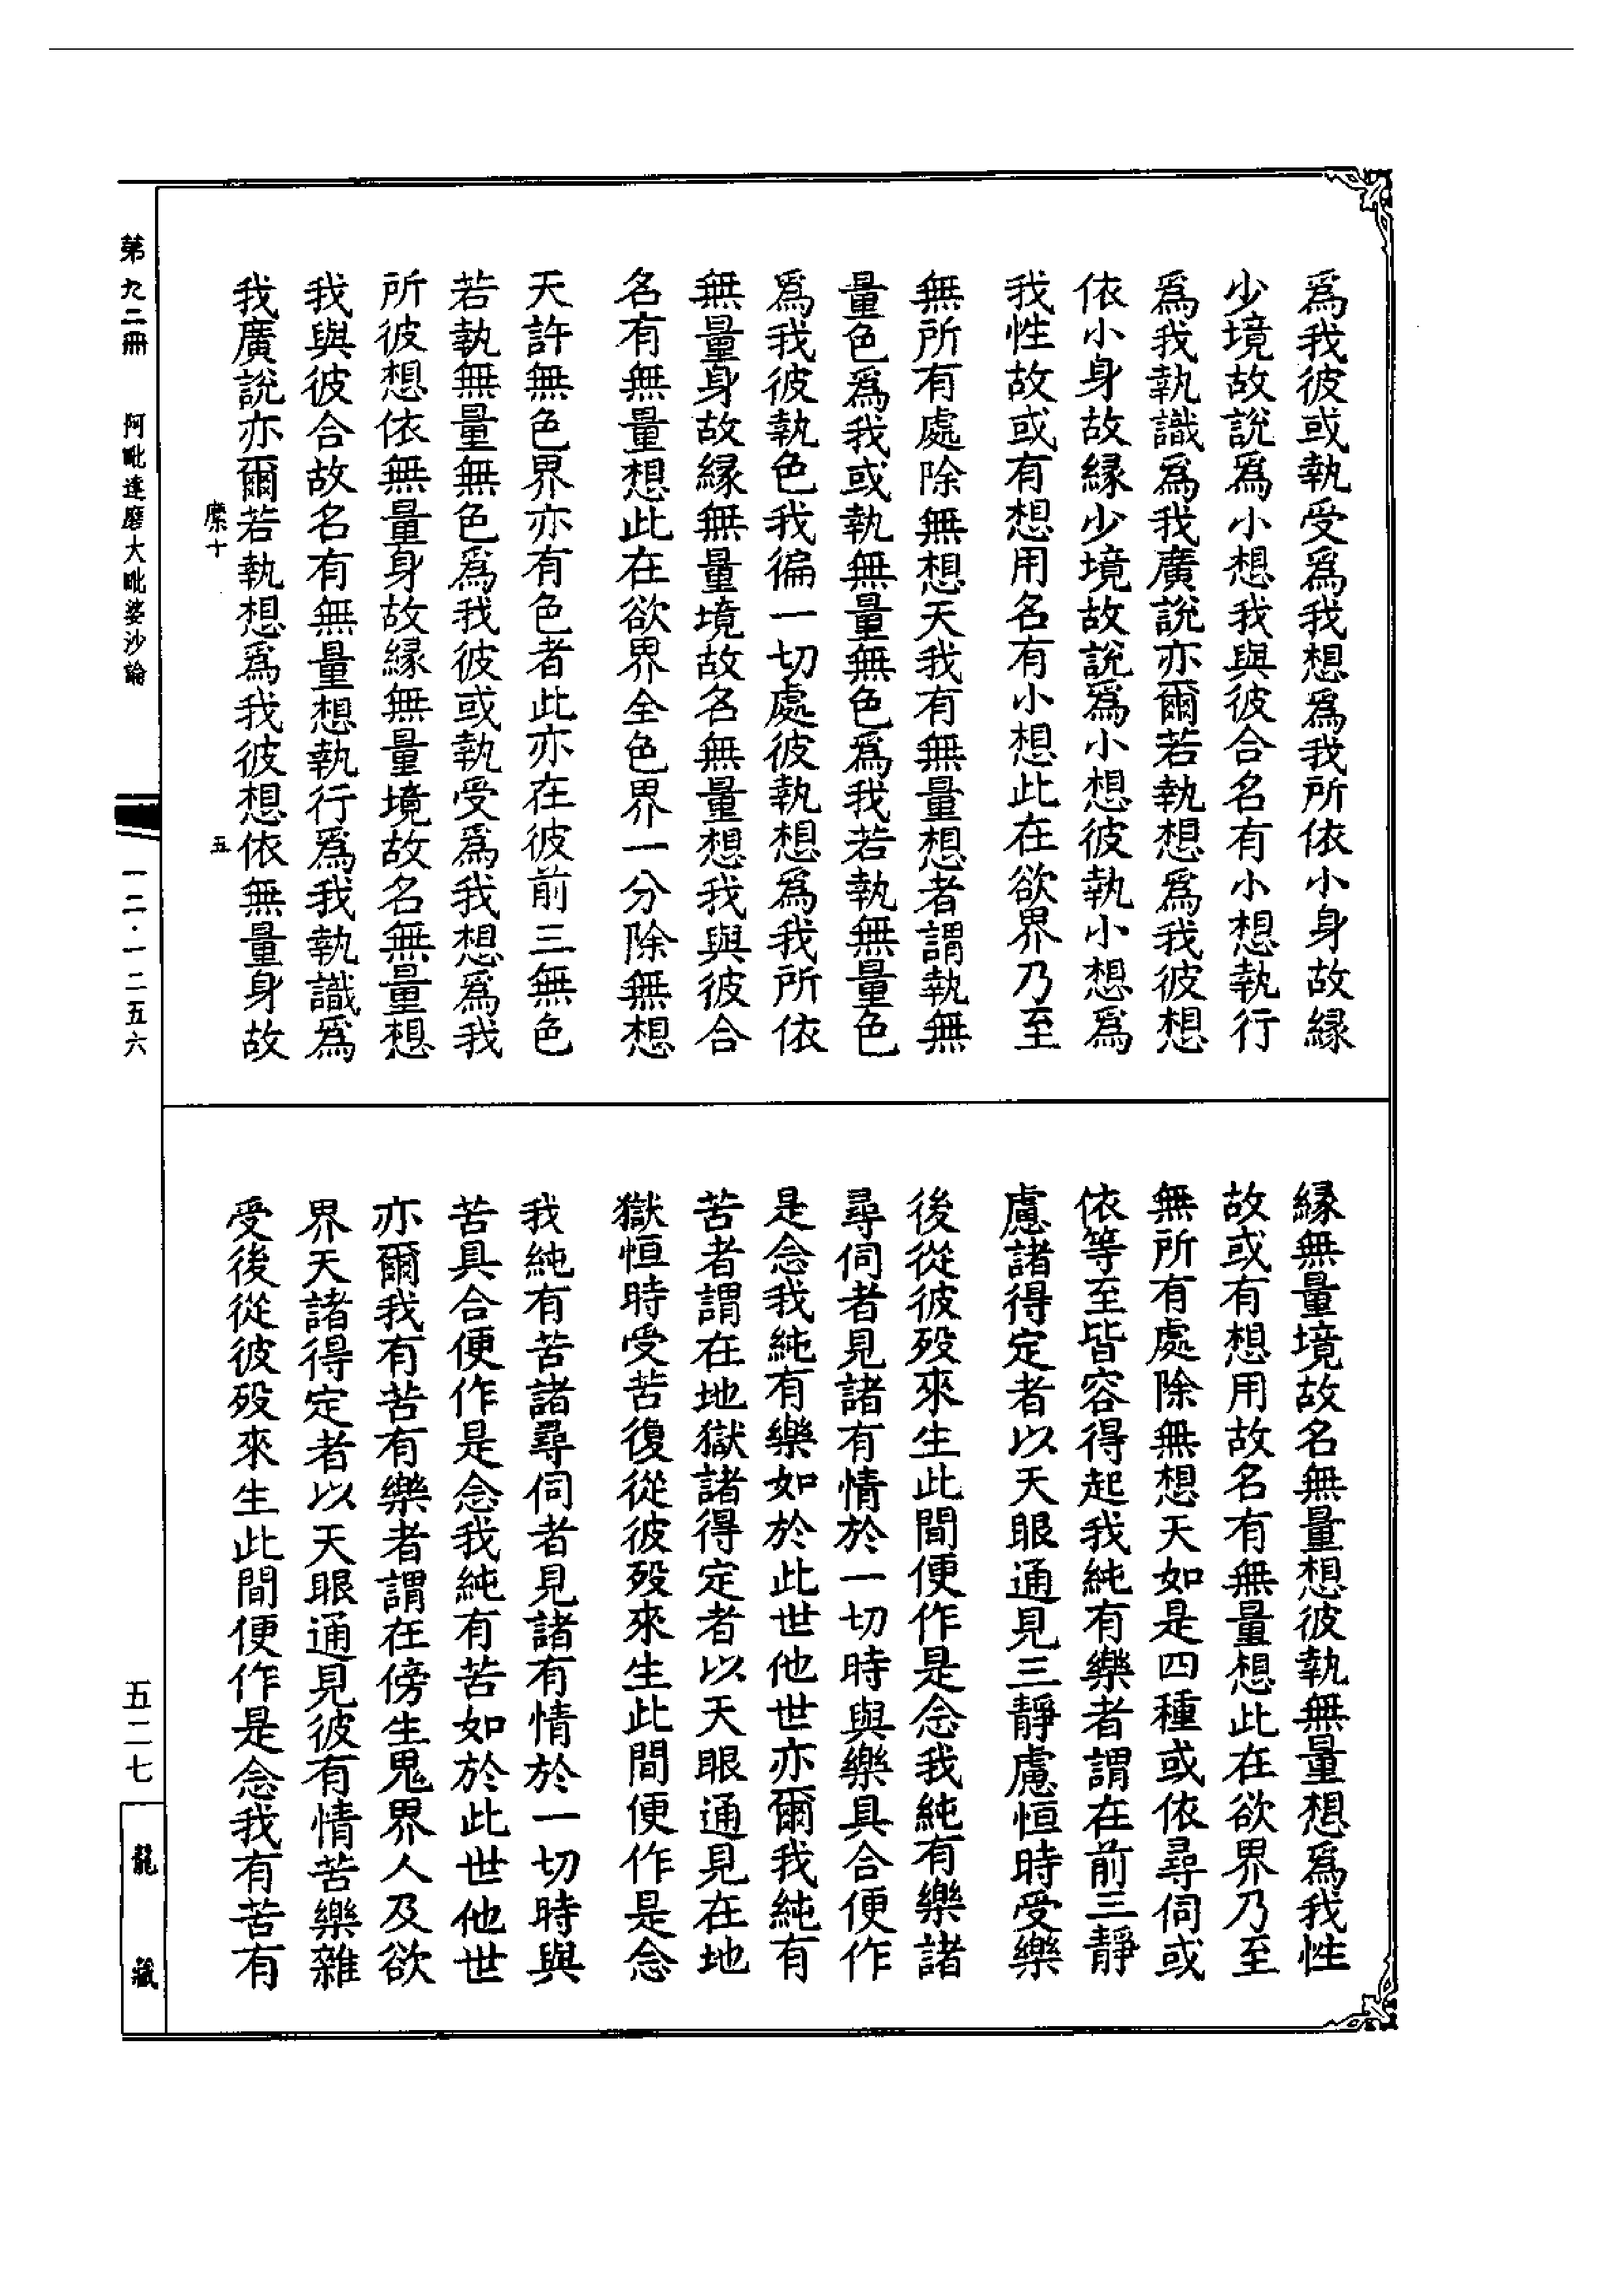 爲我彼或執受爲我想爲我所依小身故緣
少境故說爲小想我與彼合名有小想執行
爲我執識爲我廣說亦爾若執想爲我彼想
依小身故緣少境故說爲小想彼執小想爲
我性故或有想用名有小想此在欲界乃至
無所有處除無想天我有無量想者謂執無
量色爲我或執無量無色爲我若執無量色
爲我彼執色我徧一切處彼執想爲我所依
無量身故緣無量境故名無量想我與彼合
名有無量想此在欲界全色界一分除無想
天許無色界亦有色者此亦在彼前三無色
若執無量無色爲我彼或執受爲我想爲我
所彼想依無量身故緣無量境故名無量想
我與彼合故名有無量想執行爲我執識爲
我廣說亦爾若執想爲我彼想依無量身故
縻十 五
緣無量境故名無量想彼執無量想爲我性
故或有想用故名有無量想此在欲界乃至
無所有處除無想天如是四種或依尋伺或
依等至皆容得起我純有樂者謂在前三靜
慮諸得定者以天眼通見三靜慮恒時受樂
後從彼歿來生此間便作是念我純有樂諸
尋伺者見諸有情於一切時與樂具合便作
是念我純有樂如於此世他世亦爾我純有
苦者謂在地獄諸得定者以天眼通見在地
獄恒時受苦復從彼歿來生此間便作是念
我純有苦諸尋伺者見諸有情於一切時與
苦具合便作是念我純有苦如於此世他世
亦爾我有苦有樂者謂在傍生鬼界人及欲
界天諸得定者以天眼通見彼有情苦樂雜
受後從彼歿來生此間便作是念我有苦有
第九二冊 阿毗達磨大毗婆沙論 一二·一二五六 五二七 龍藏